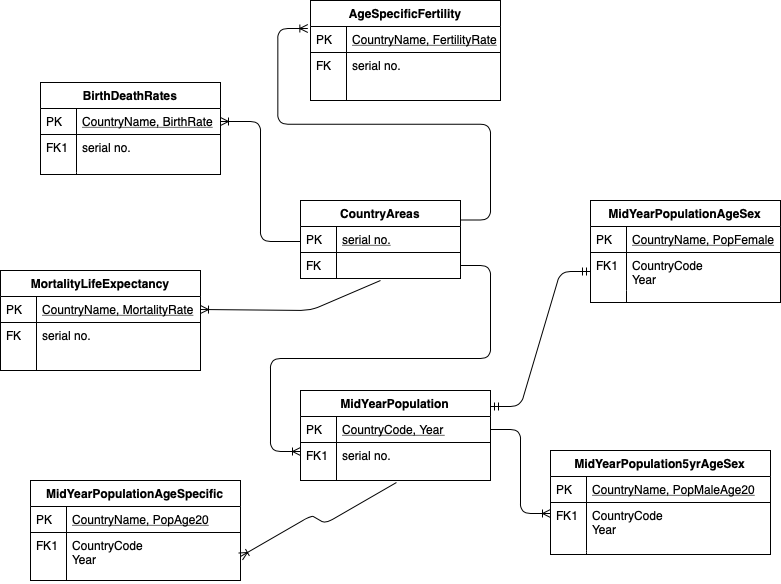 AgeSpecificFertility
PK CountryName, FertilityRate
FK serial no.
BirthDeathRates
PK CountryName, BirthRate
FK1 serial no.
CountryAreas
PK serial no.
FK
MidYearPopulationAgeSex
PK CountryName, PopFemale
FK1 CountryCode
Year
MortalityLifeExpectancy
PK CountryName, MortalityRate
FK serial no.
MidYearPopulation
PK CountryCode, Year
FK1 serial no.
MidYearPopulation5yrAgeSex
PK CountryName, PopMaleAge20
FK1 CountryCode
Year
MidYearPopulationAgeSpecific
PK CountryName, PopAge20
FK1 CountryCode
Year